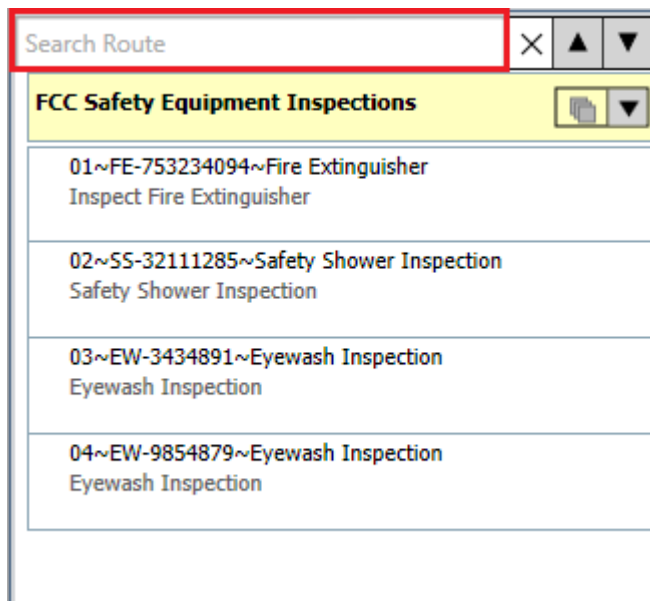 Search Route
FCC Safety Equipment Inspections
01~FE-753234094~Fire Extinguisher
Inspect Fire Extinguisher
02~SS-32111285~Safety Shower Inspection
Safety Shower Inspection
03~EW-3434891~Eyewash Inspection
Eyewash Inspection
04~EW-9854879~Eyewash Inspection
Eyewash Inspection